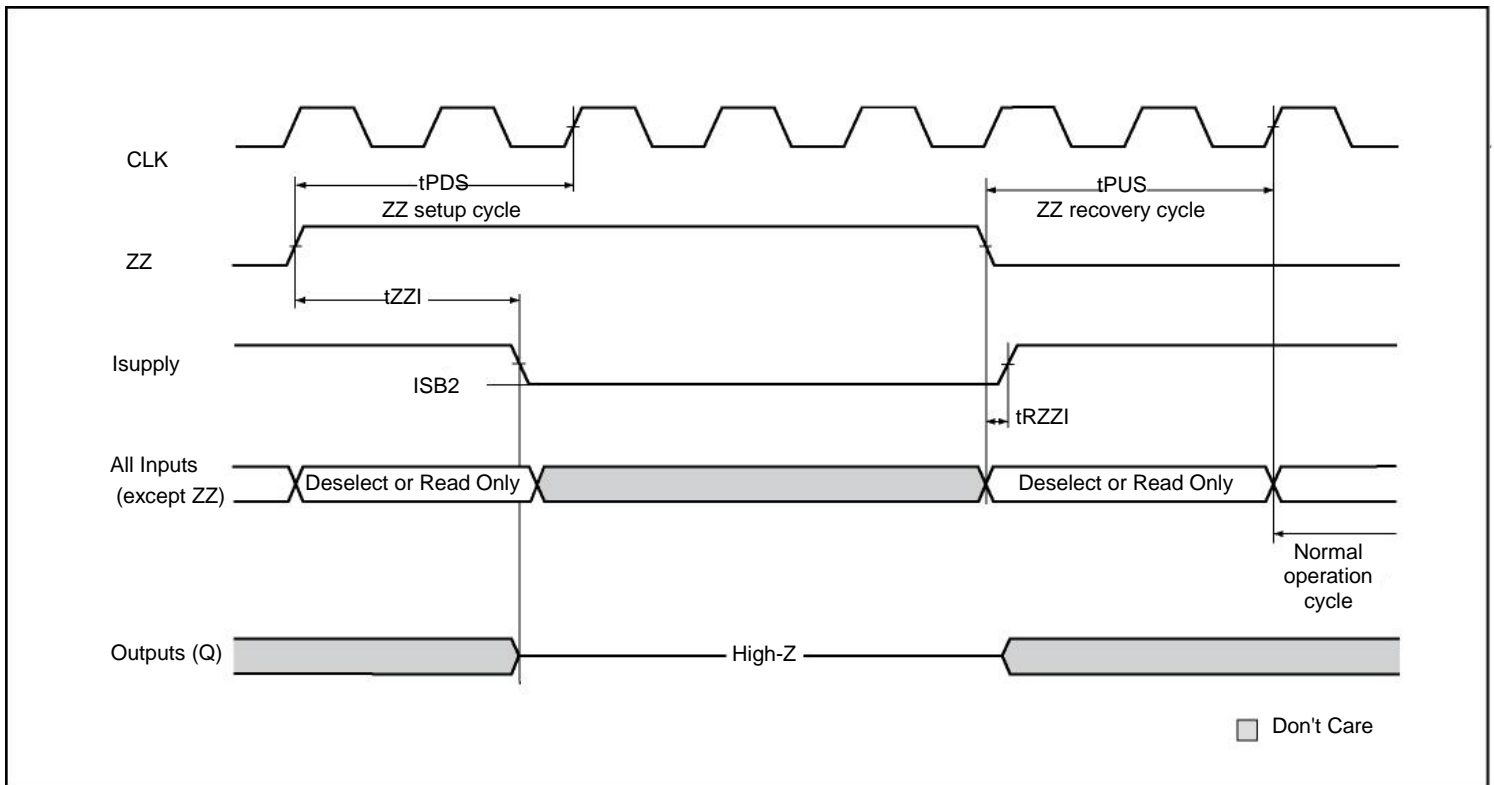 CLK
tPDS
ZZ setup cycle
tPUS
ZZ recovery cycle
ZZ
tZZI
Isupply
ISB2
tRZZI
All Inputs
(except ZZ)
Deselect or Read Only
Deselect or Read Only
Normal
operation
cycle
Outputs (Q)
High-Z
Don't Care